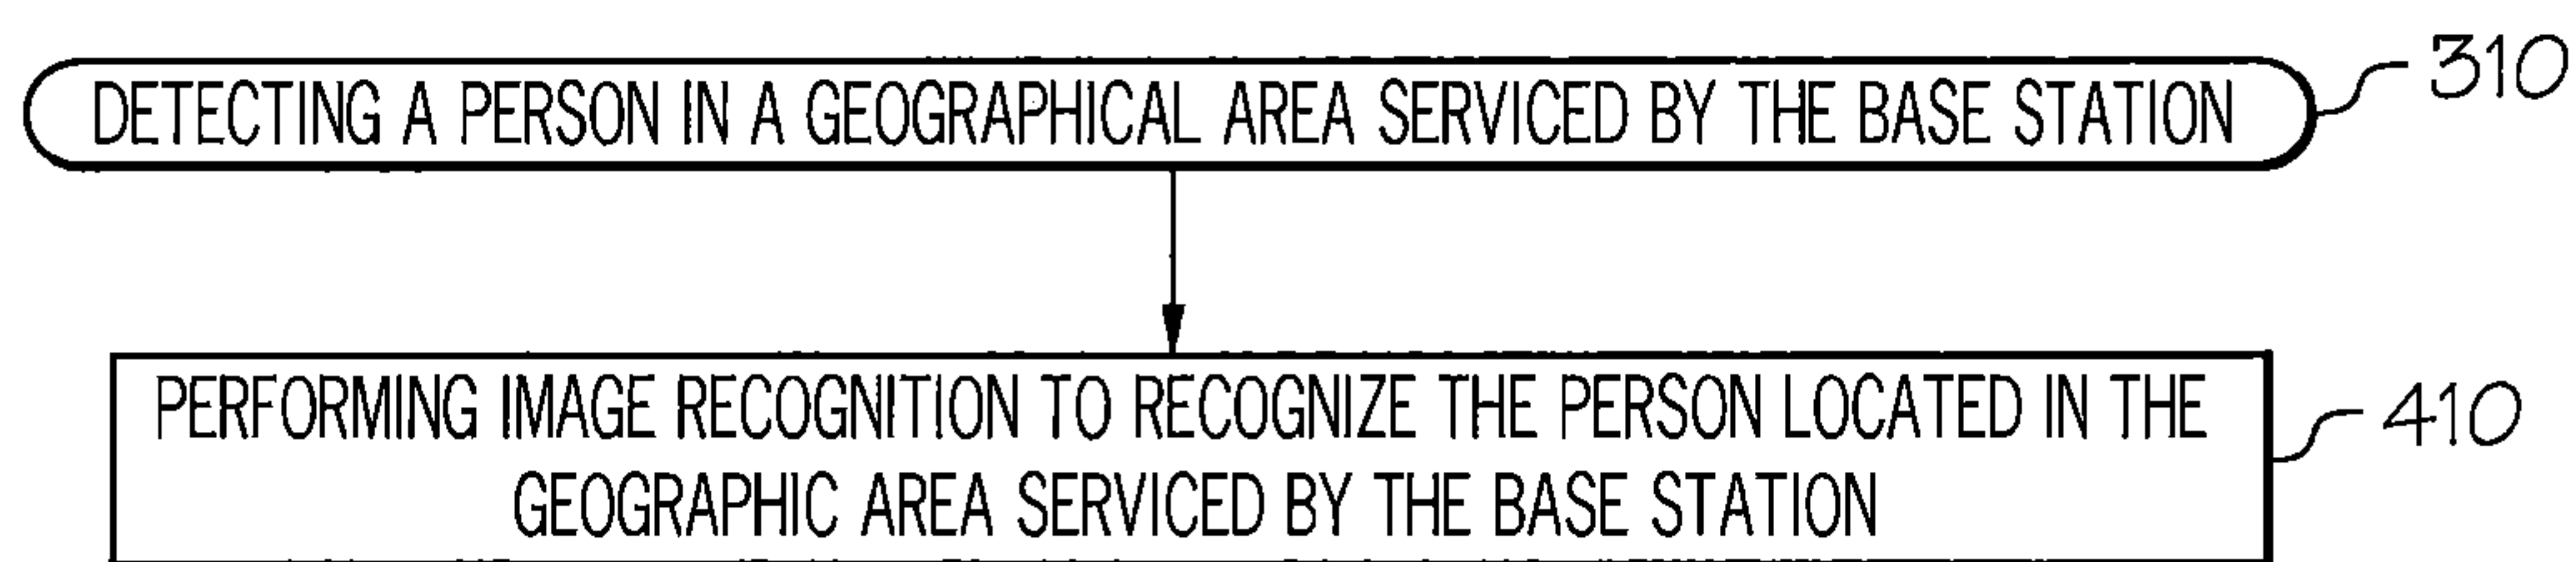 DETECTING A PERSON IN A GEOGRAPHICAL AREA SERVICED BY THE BASE STATION
310
PERFORMING IMAGE RECOGNITION TO RECOGNIZE THE PERSON LOCATED IN THE
GEOGRAPHIC AREA SERVICED BY THE BASE STATION
410